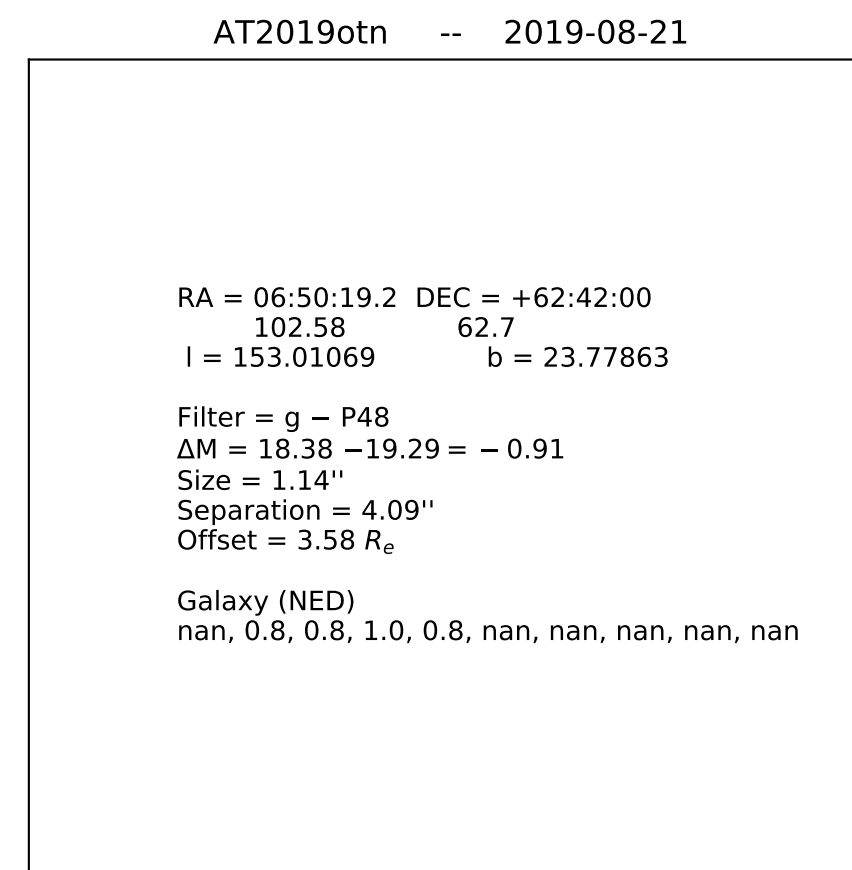 AT2019otn -- 2019-08-21
RA = 06:50:19.2 DEC = +62:42:00
102.58 62.7
l = 153.01069 b = 23.77863
Filter = g − P48
ΔM = 18.38 −19.29 = − 0.91
Size = 1.14''
Separation = 4.09''
Offset = 3.58 Re
Galaxy (NED)
nan, 0.8, 0.8, 1.0, 0.8, nan, nan, nan, nan, nan